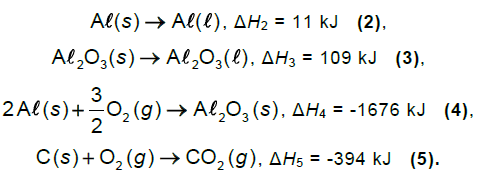 Aℓ(s) → Aℓ(ℓ), ΔH₂ = 11 kJ (2),
Aℓ₂O₃(s) → Aℓ₂O₃(ℓ), ΔH₃ = 109 kJ (3),
2Aℓ(s) + 3/2 O₂(g) → Aℓ₂O₃(s), ΔH₄ = -1676 kJ (4),
C(s) + O₂(g) → CO₂(g), ΔH₅ = -394 kJ (5).